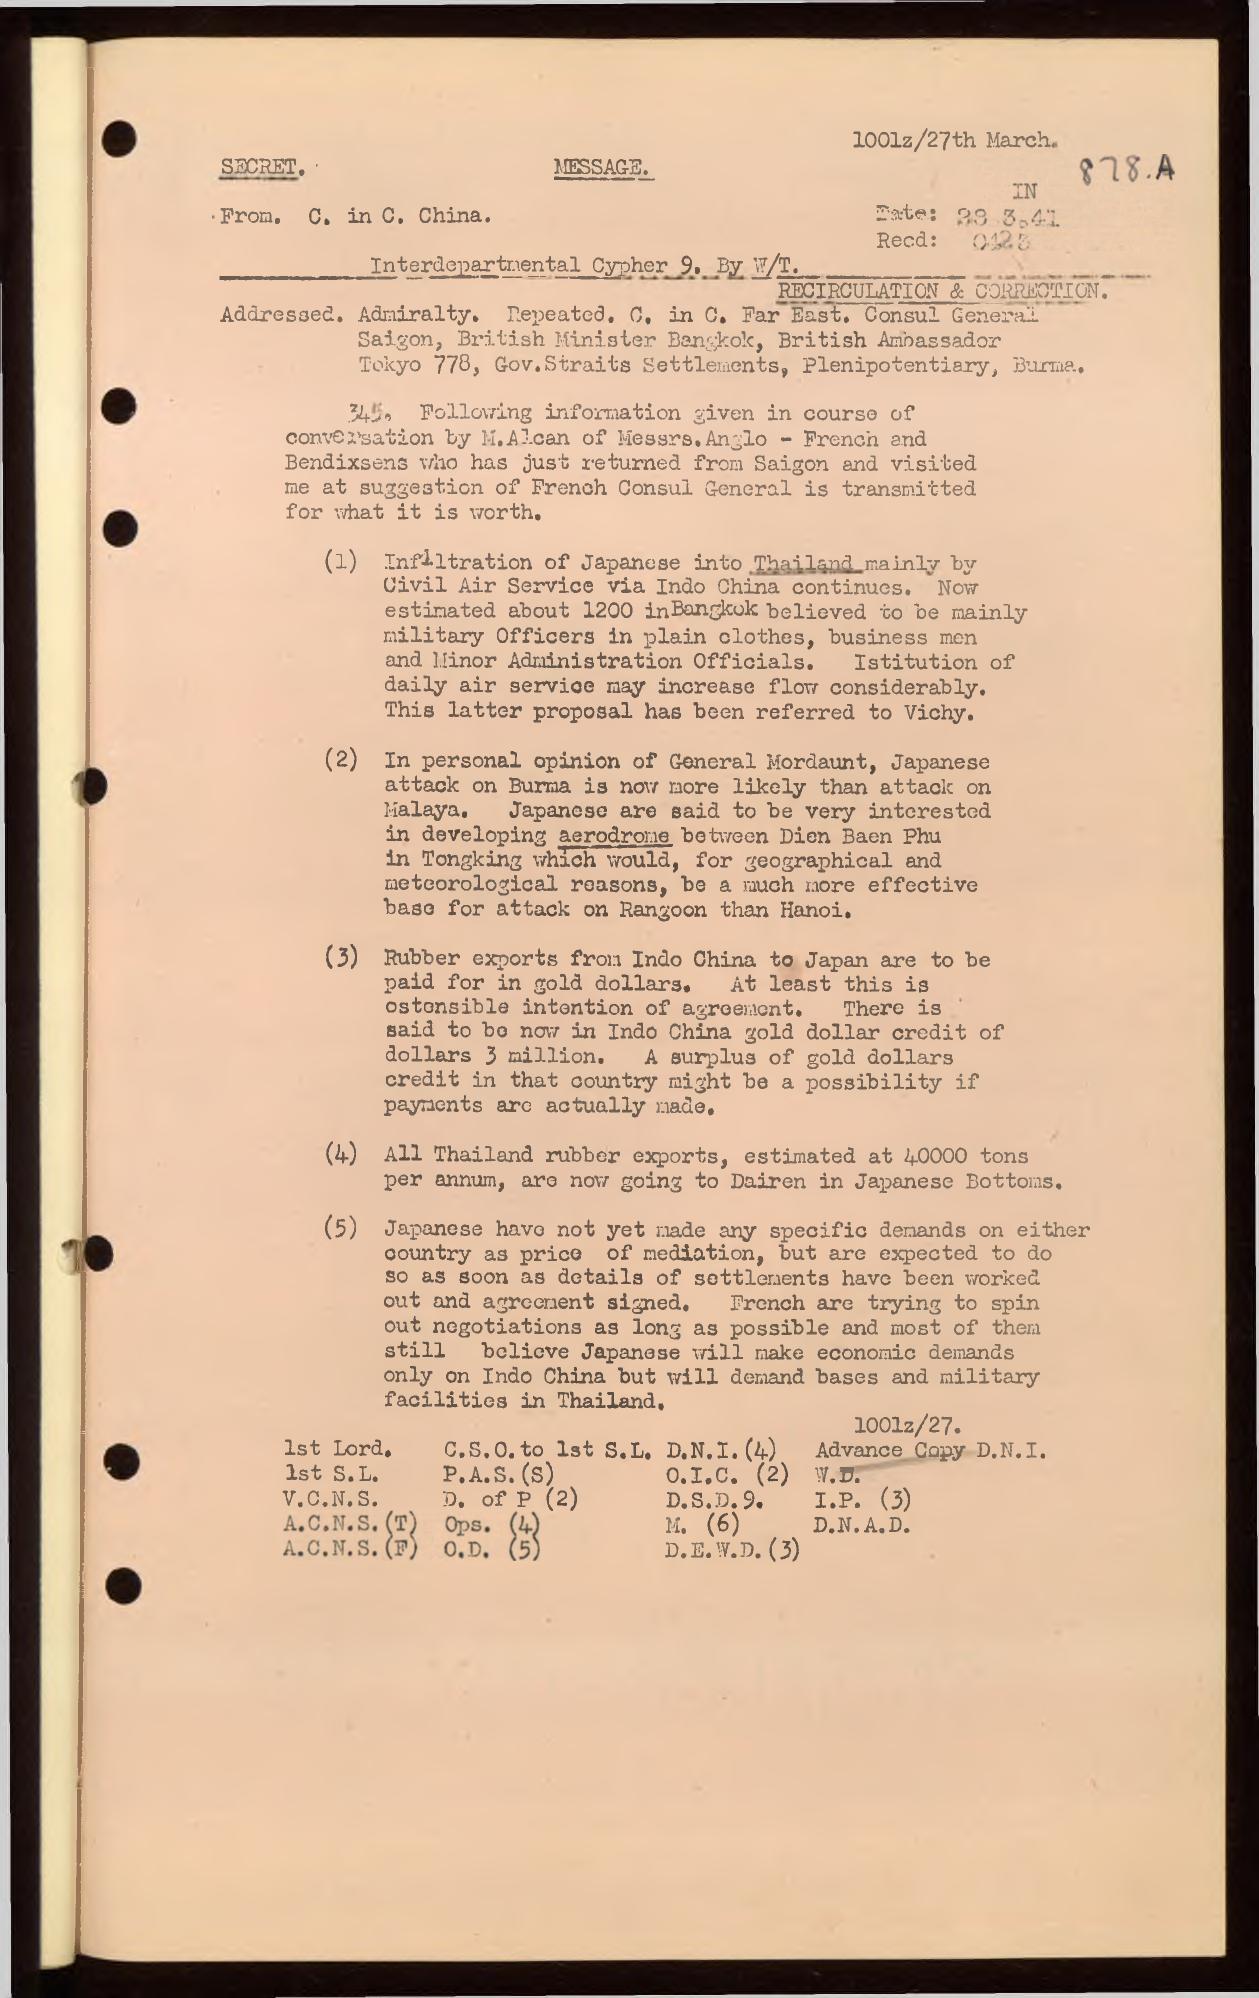 1001z/27th March.
SECRET. MESSAGE.
878.A
IN
From. C. in C. China.
Date: 28 3.41
Recd: 0123
Interdepartmental Cypher 9. By W/T.
RECIRCULATION & CORRECTION.
Addressed. Admiralty. Repeated. C. in C. Far East. Consul General
Saigon, British Minister Bangkok, British Ambassador
Tokyo 778, Gov.Straits Settlements, Plenipotentiary, Burma.
345. Following information given in course of
conversation by M.Alcan of Messrs.Anglo - French and
Bendixsens who has just returned from Saigon and visited
me at suggestion of French Consul General is transmitted
for what it is worth.
(1) Infiltration of Japanese into Thailand mainly by
Civil Air Service via Indo China continues. Now
estimated about 1200 in Bangkok believed to be mainly
military Officers in plain clothes, business men
and Minor Administration Officials. Istitution of
daily air service may increase flow considerably.
This latter proposal has been referred to Vichy.
(2) In personal opinion of General Mordaunt, Japanese
attack on Burma is now more likely than attack on
Malaya. Japanese are said to be very interested
in developing aerodrome between Dien Baen Phu
in Tongking which would, for geographical and
meteorological reasons, be a much more effective
base for attack on Rangoon than Hanoi.
(3) Rubber exports from Indo China to Japan are to be
paid for in gold dollars. At least this is
ostensible intention of agreement. There is
said to be now in Indo China gold dollar credit of
dollars 3 million. A surplus of gold dollars
credit in that country might be a possibility if
payments are actually made.
(4) All Thailand rubber exports, estimated at 40000 tons
per annum, are now going to Dairen in Japanese Bottoms.
(5) Japanese have not yet made any specific demands on either
country as price of mediation, but are expected to do
so as soon as details of settlements have been worked
out and agreement signed. French are trying to spin
out negotiations as long as possible and most of them
still believe Japanese will make economic demands
only on Indo China but will demand bases and military
facilities in Thailand.
1001z/27.
1st Lord. C.S.O. to 1st S.L. D.N.I.(4) Advance Copy D.N.I.
1st S.L. P.A.S.(S) O.I.C. (2) W.D.
V.C.N.S. D. of P (2) D.S.D.9. I.P. (3)
A.C.N.S.(T) Ops. (4) M. (6) D.N.A.D.
A.C.N.S.(F) O.D. (5) D.E.W.D.(3)